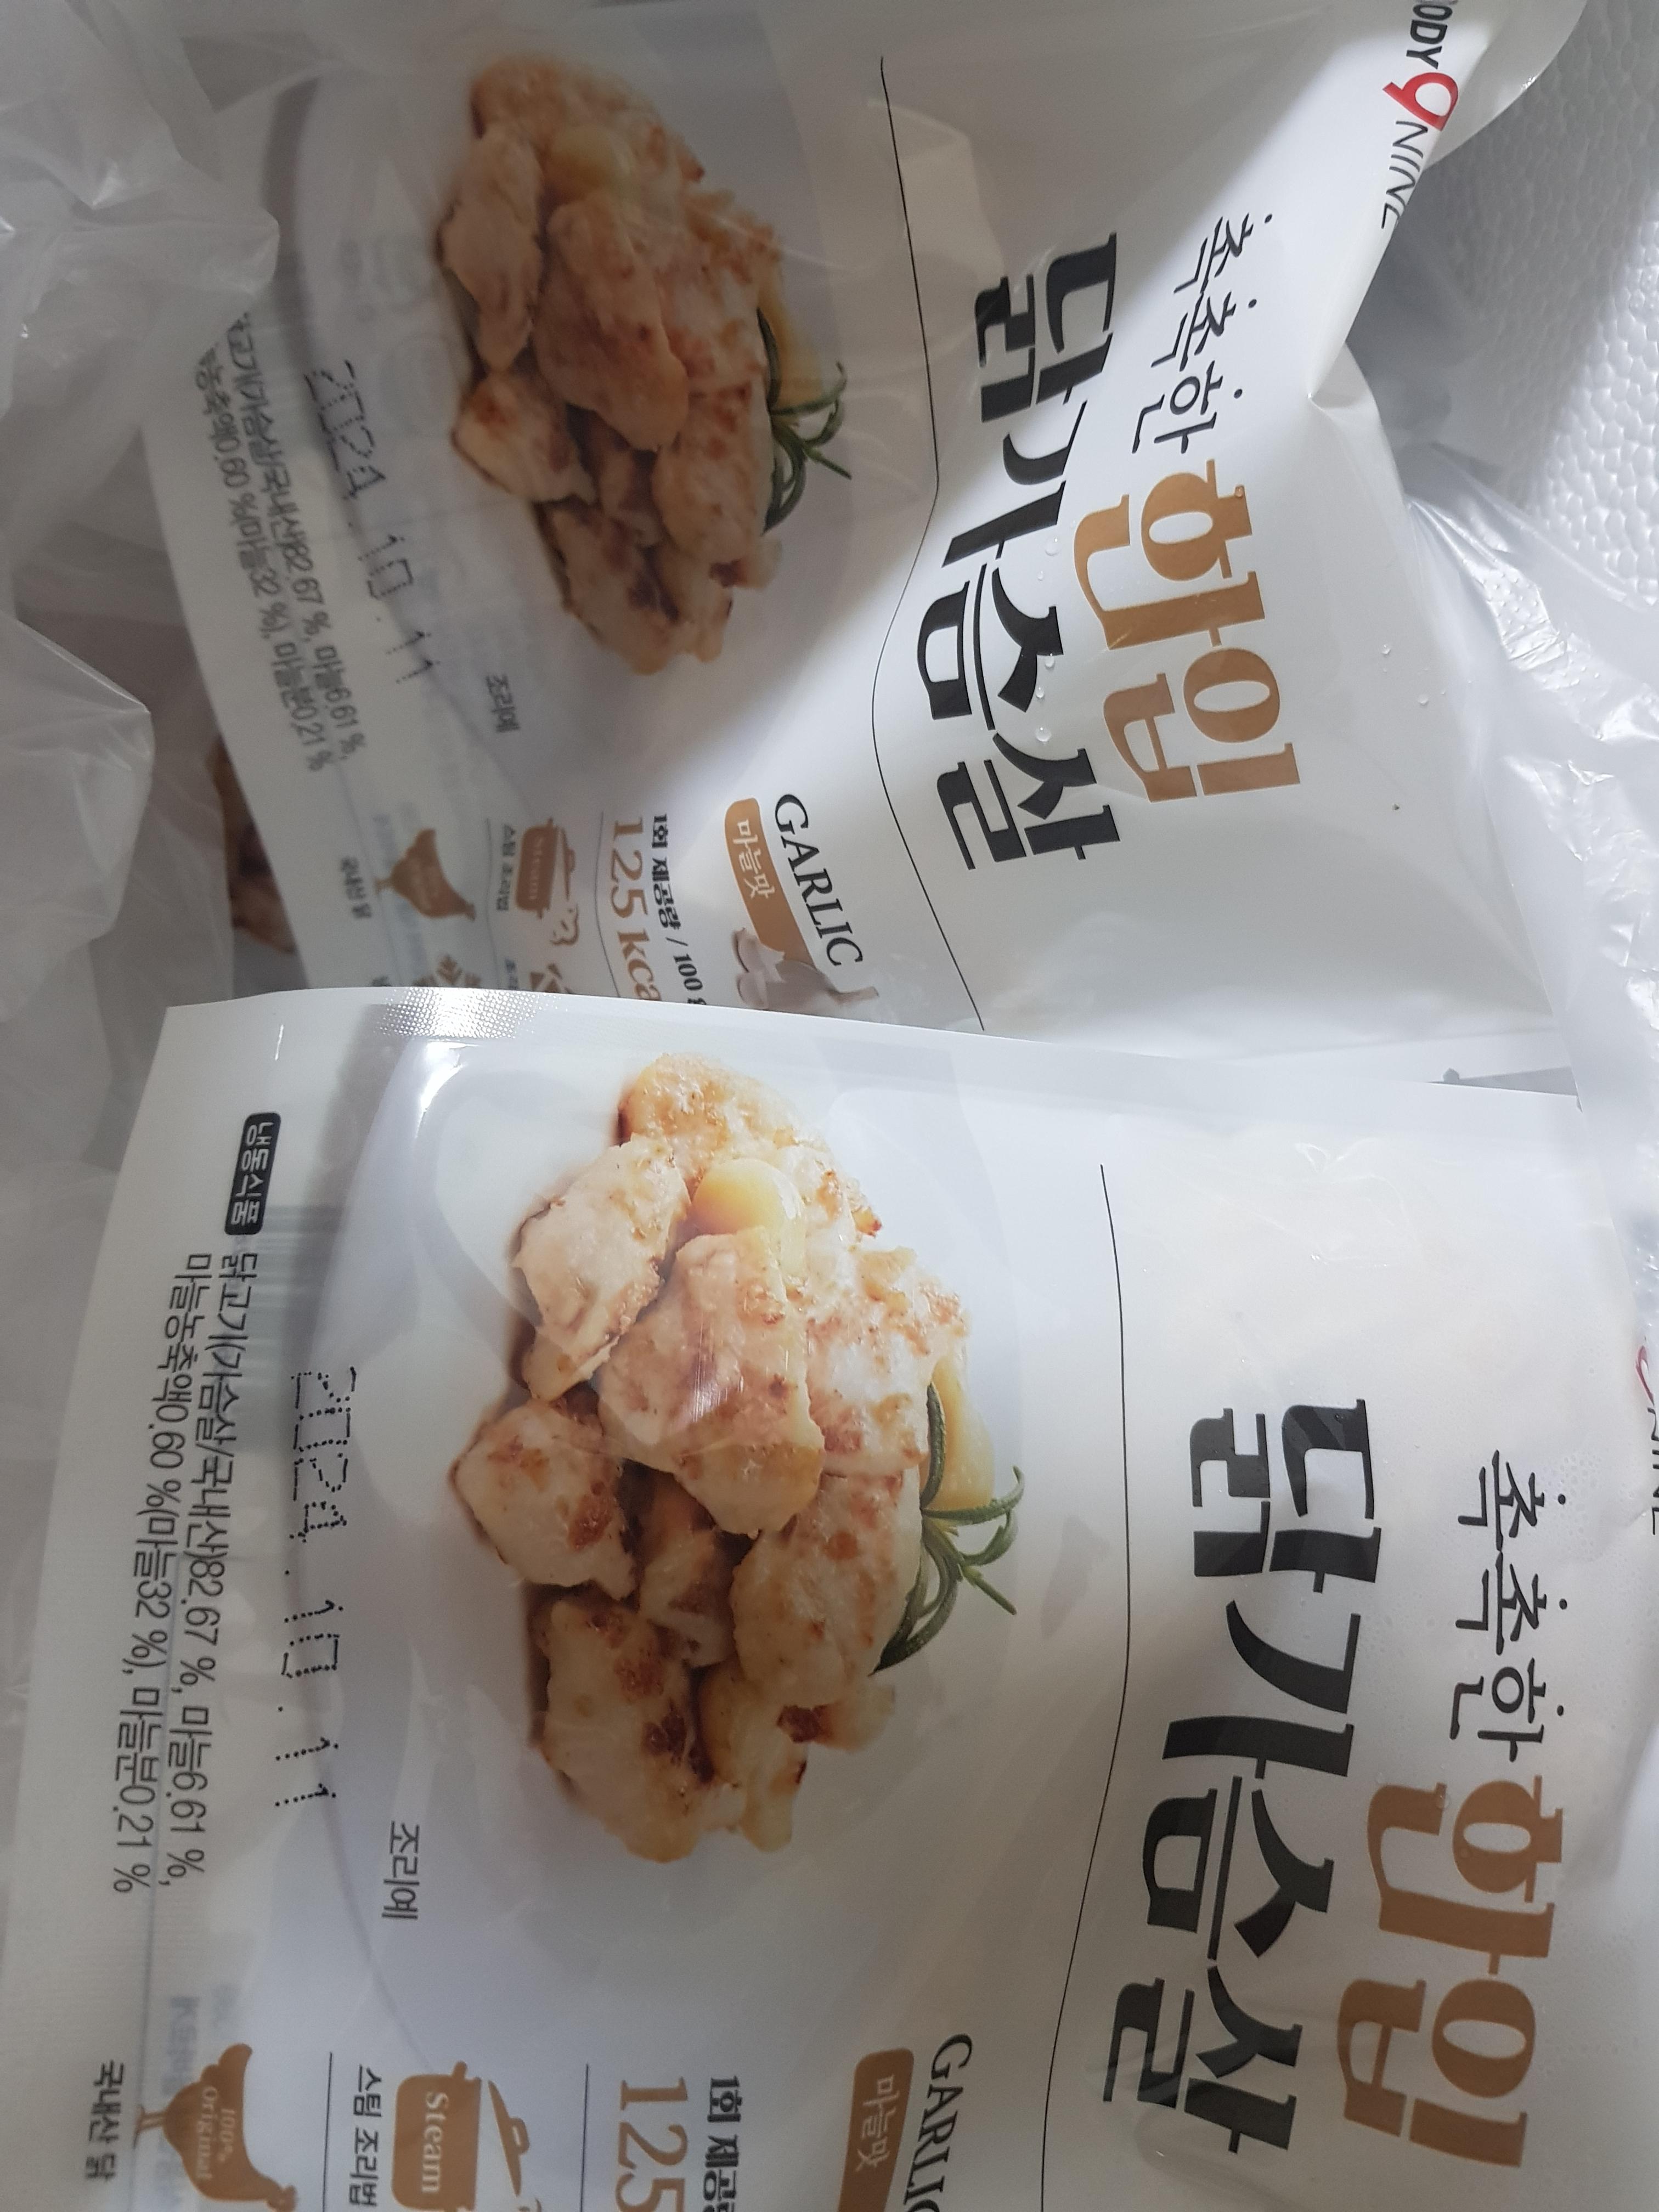 BODY 9 NINE
촉촉한 한입
닭가슴살
GARLIC
마늘맛
1회 제공량 / 100 g
125 kca
Steam
스팀 조리법
국내산 닭
조리예
2024.10.11
닭고기(가슴살/국내산)82.67 %, 마늘6.61 %,
농축액0.60 %(마늘32 %), 마늘분0.21 %
촉촉한 한입
닭가슴살
GARLIC
마늘맛
1회 제공량
125
Steam
스팀 조리법
100%
Original
국내산 닭
조리예
2024.10.11
냉동식품
닭고기(가슴살/국내산)82.67 %, 마늘6.61 %,
마늘농축액0.60 %(마늘32 %), 마늘분0.21 %